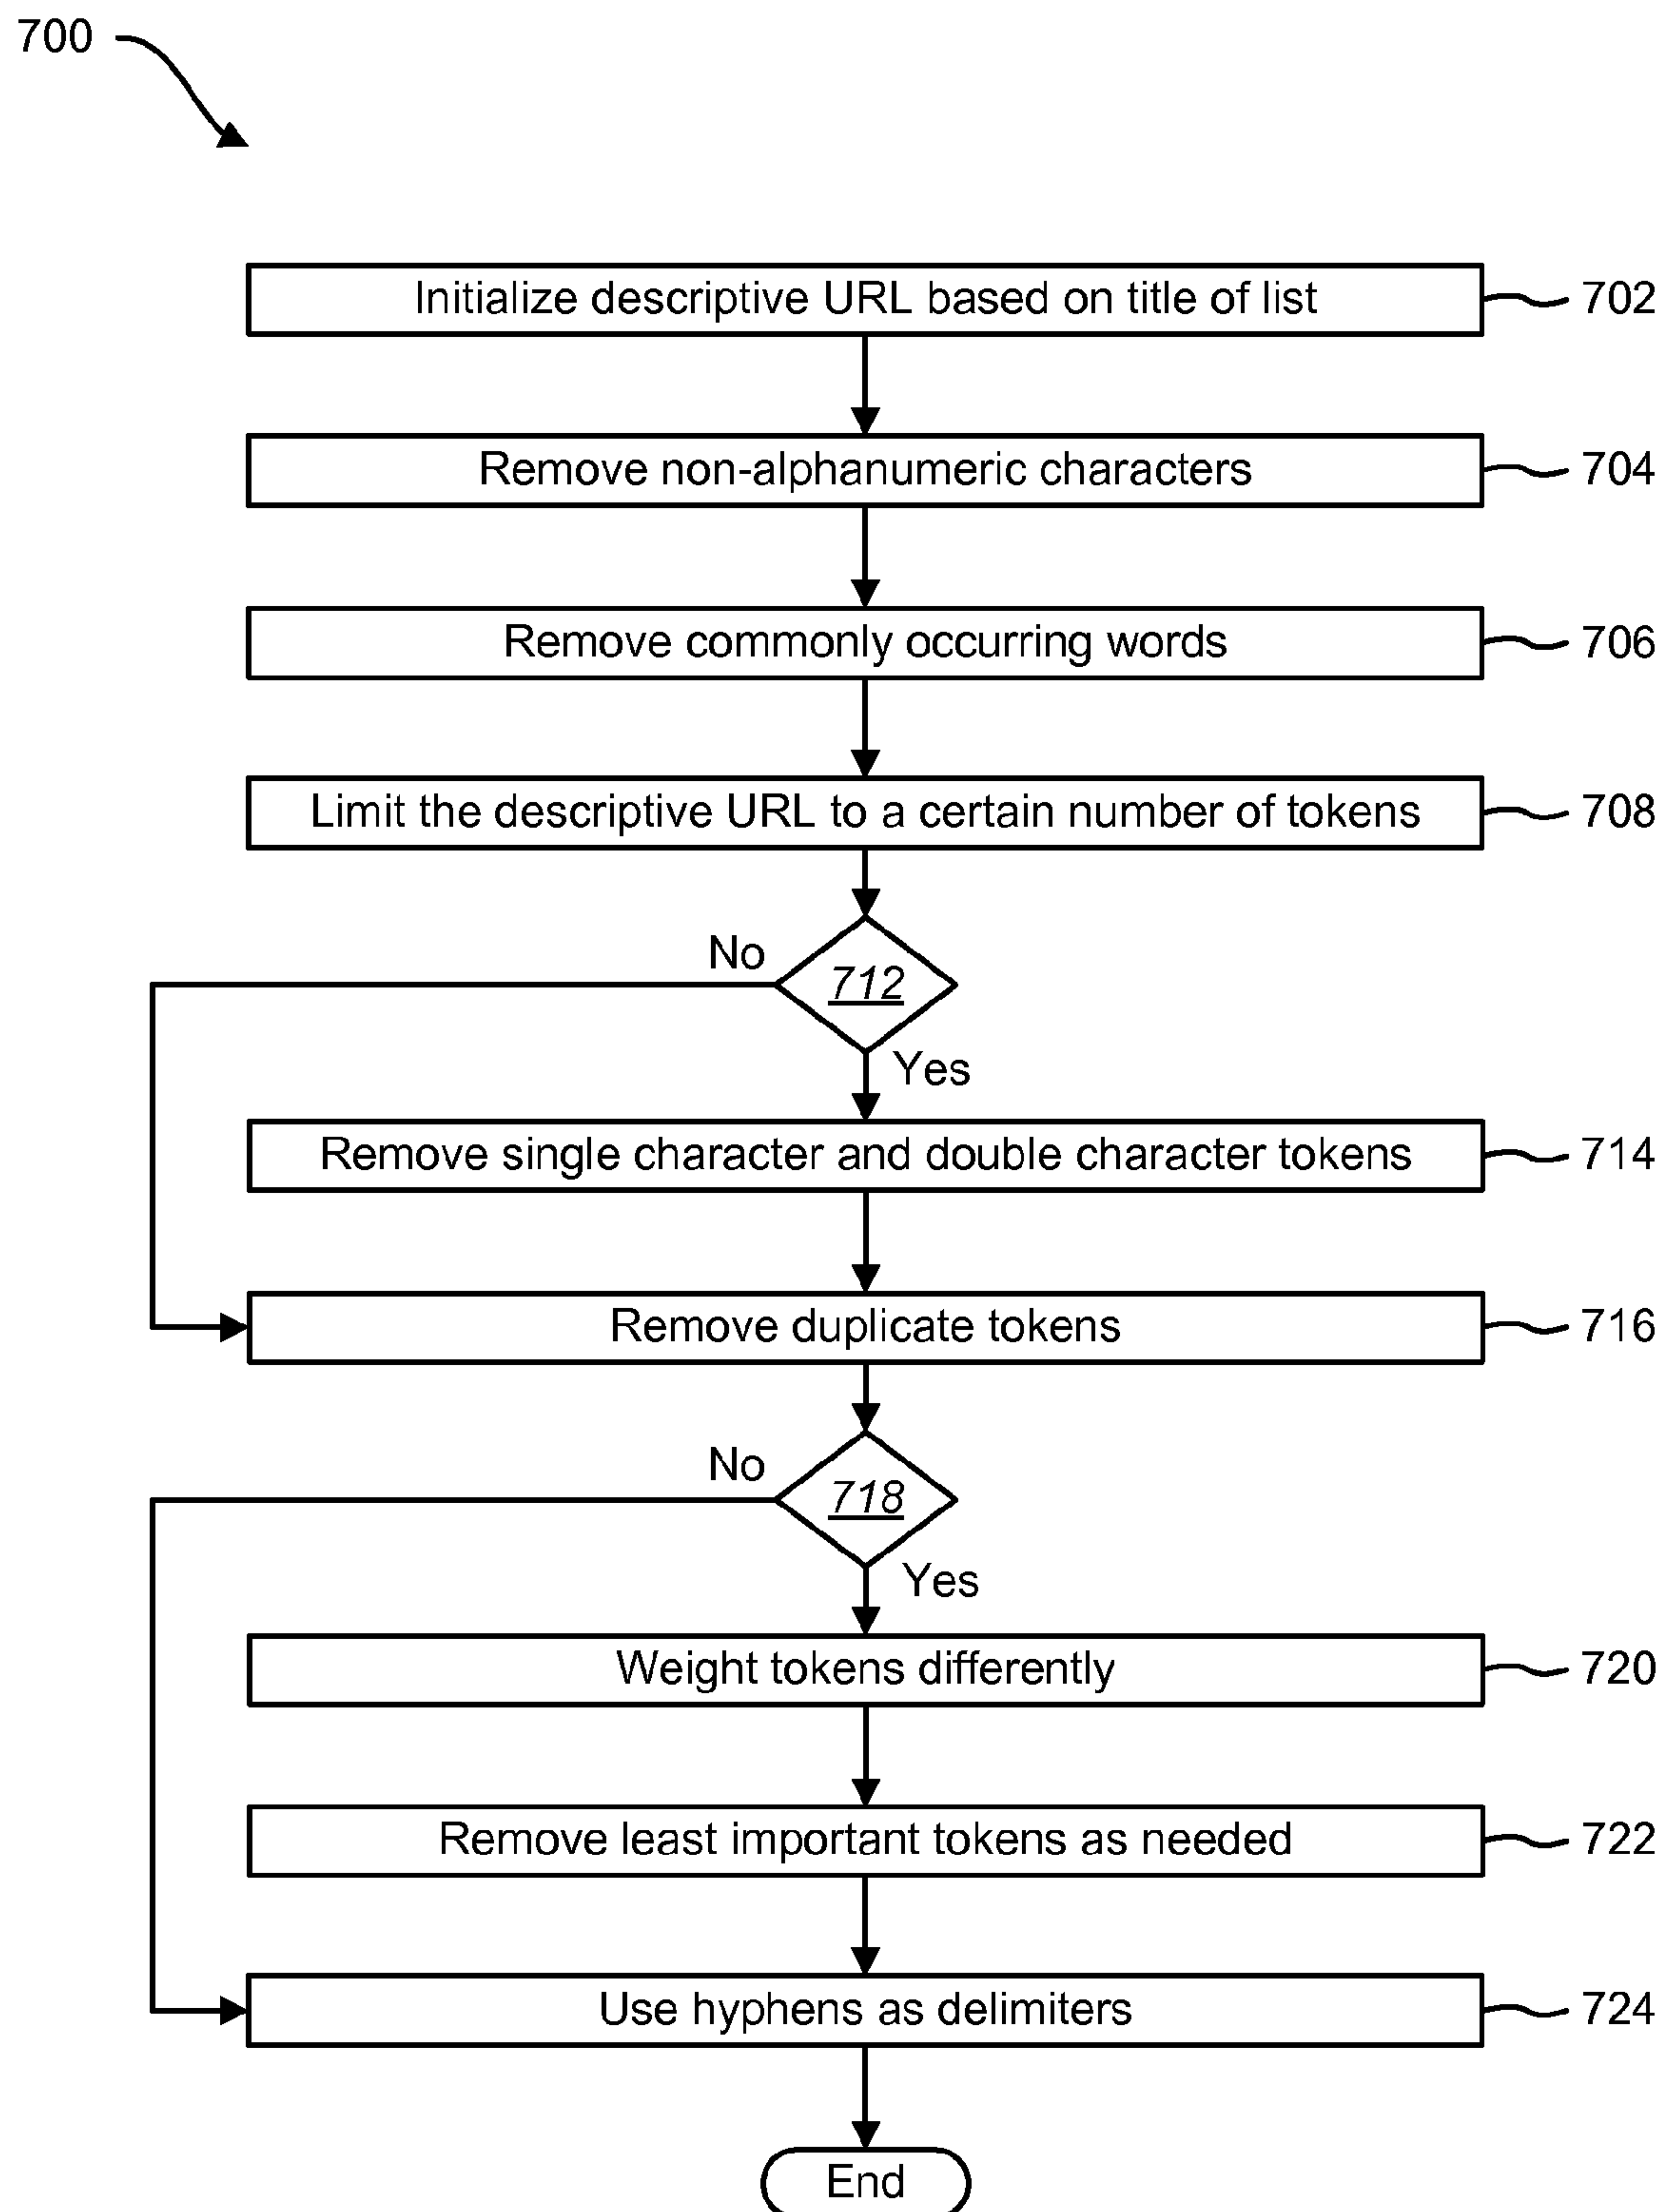 700
Initialize descriptive URL based on title of list
702
Remove non-alphanumeric characters
704
Remove commonly occurring words
706
Limit the descriptive URL to a certain number of tokens
708
No
712
Yes
Remove single character and double character tokens
714
Remove duplicate tokens
716
No
718
Yes
Weight tokens differently
720
Remove least important tokens as needed
722
Use hyphens as delimiters
724
End